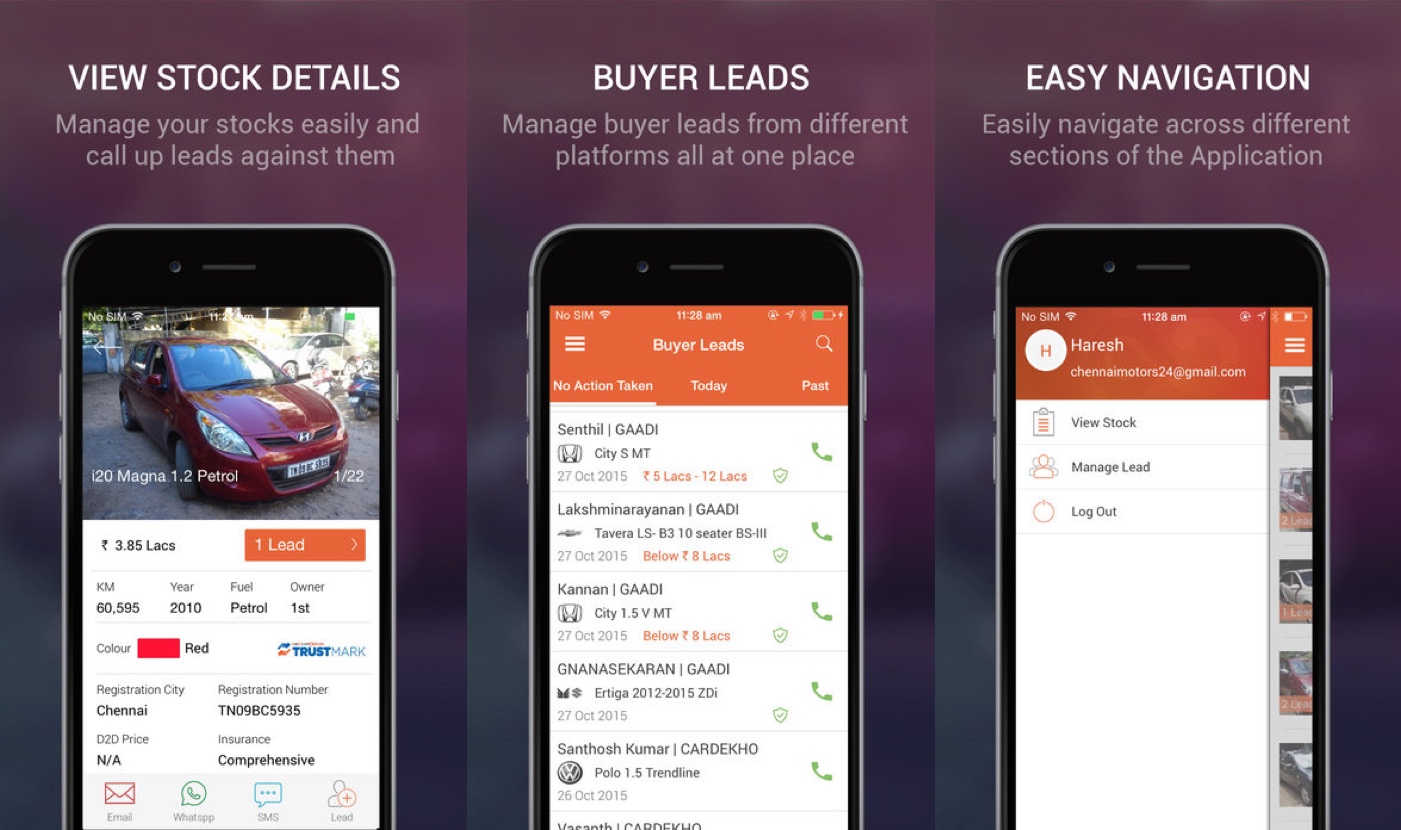 VIEW STOCK DETAILS
Manage your stocks easily and
call up leads against them
No SIM
i20 Magna 1.2 Petrol 1/22
₹ 3.85 Lacs 1 Lead
KM Year Fuel Owner
60,595 2010 Petrol 1st
Colour Red TRUSTMARK
Registration City Registration Number
Chennai TN09BC5935
D2D Price Insurance
N/A Comprehensive
Email Whatspp SMS Lead
BUYER LEADS
Manage buyer leads from different
platforms all at one place
No SIM 11:28 am
Buyer Leads
No Action Taken Today Past
Senthil | GAADI
City S MT
27 Oct 2015 ₹ 5 Lacs - 12 Lacs
Lakshminarayanan | GAADI
Tavera LS- B3 10 seater BS-III
27 Oct 2015 Below ₹ 8 Lacs
Kannan | GAADI
City 1.5 V MT
27 Oct 2015 Below ₹ 8 Lacs
GNANASEKARAN | GAADI
Ertiga 2012-2015 ZDi
27 Oct 2015
Santhosh Kumar | CARDEKHO
Polo 1.5 Trendline
26 Oct 2015
Vasanth | CARDEKHO
EASY NAVIGATION
Easily navigate across different
sections of the Application
No SIM 11:28 am
H Haresh
chennaimotors24@gmail.com
View Stock
Manage Lead
Log Out
2 Lea
1 Lea
2 Lea